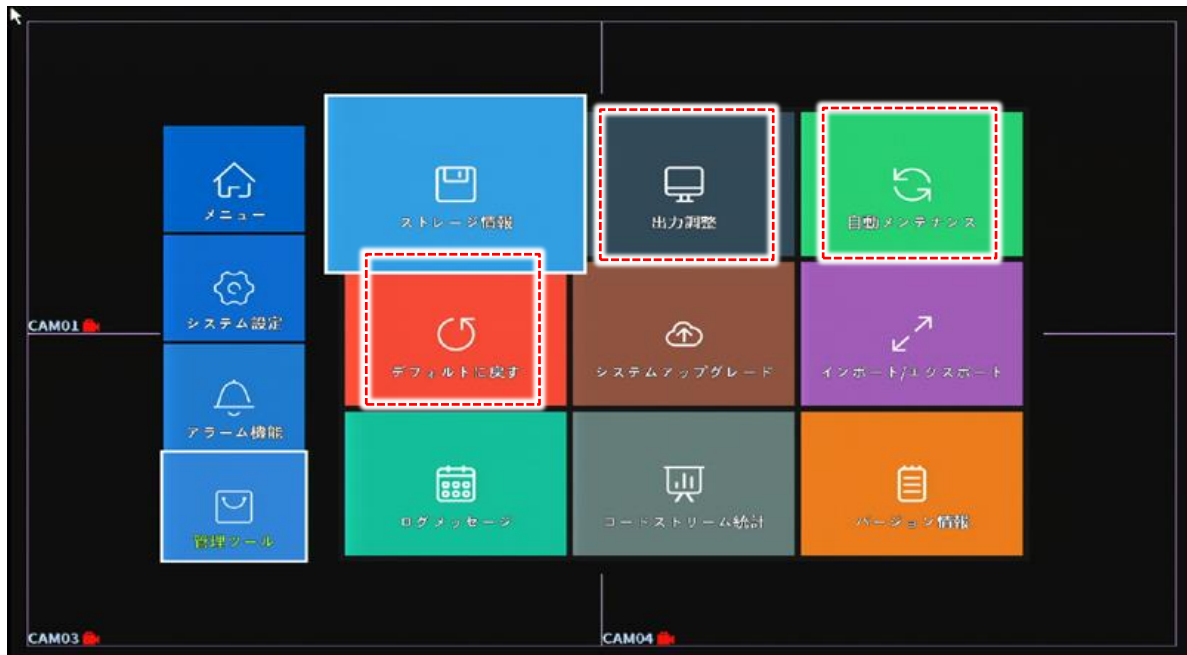 ストレージ情報
出力調整
自動メンテナンス
メニュー
システム設定
CAM01
デフォルトに戻す
システムアップグレード
インポート/エクスポート
アラーム機能
管理ツール
ログメッセージ
コードストリーム統計
バージョン情報
CAM03
CAM04